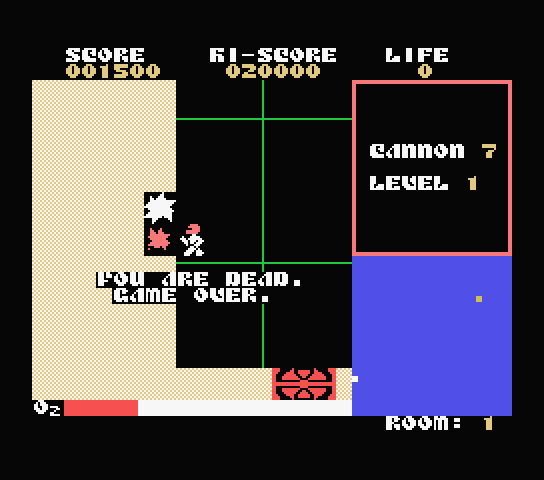 SCORE HI-SCORE LIFE
001500 020000 0
CANNON 7
LEVEL 1
YOU ARE DEAD.
GAME OVER.
O2
ROOM: 1